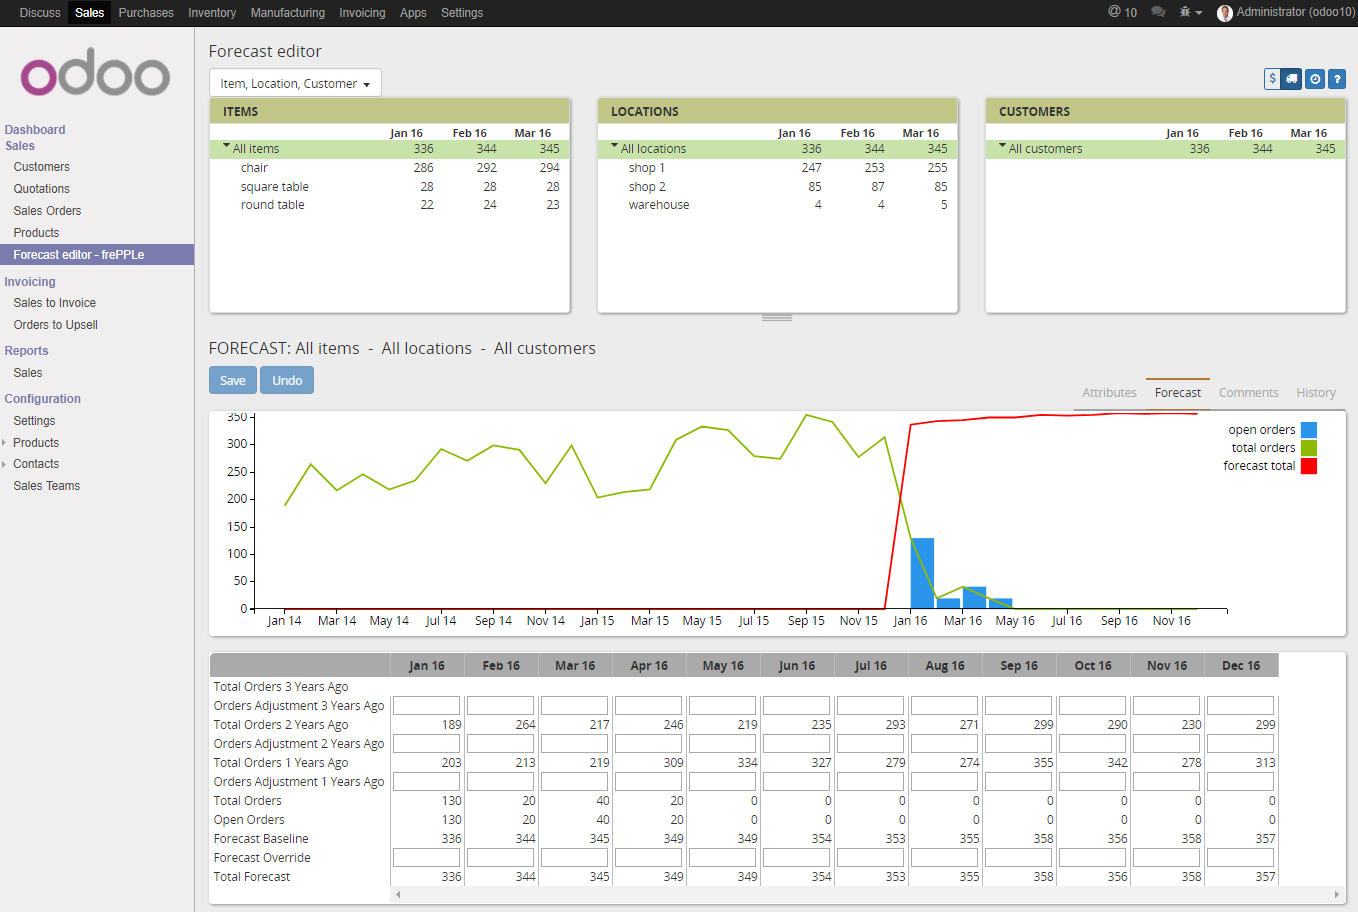 Discuss Sales Purchases Inventory Manufacturing Invoicing Apps Settings @ 10 Administrator (odoo10)
odoo
Dashboard
Sales
Customers
Quotations
Sales Orders
Products
Forecast editor - frePPLe
Invoicing
Sales to Invoice
Orders to Upsell
Reports
Sales
Configuration
Settings
Products
Contacts
Sales Teams
Forecast editor
Item, Location, Customer
$ ?
ITEMS
Jan 16 Feb 16 Mar 16
All items 336 344 345
chair 286 292 294
square table 28 28 28
round table 22 24 23
LOCATIONS
Jan 16 Feb 16 Mar 16
All locations 336 344 345
shop 1 247 253 255
shop 2 85 87 85
warehouse 4 4 5
CUSTOMERS
Jan 16 Feb 16 Mar 16
All customers 336 344 345
FORECAST: All items - All locations - All customers
Save Undo
Attributes Forecast Comments History
350
300
250
200
150
100
50
0
Jan 14 Mar 14 May 14 Jul 14 Sep 14 Nov 14 Jan 15 Mar 15 May 15 Jul 15 Sep 15 Nov 15 Jan 16 Mar 16 May 16 Jul 16 Sep 16 Nov 16
open orders
total orders
forecast total
Jan 16 Feb 16 Mar 16 Apr 16 May 16 Jun 16 Jul 16 Aug 16 Sep 16 Oct 16 Nov 16 Dec 16
Total Orders 3 Years Ago
Orders Adjustment 3 Years Ago
Total Orders 2 Years Ago 189 264 217 246 219 235 293 271 299 290 230 299
Orders Adjustment 2 Years Ago
Total Orders 1 Years Ago 203 213 219 309 334 327 279 274 355 342 278 313
Orders Adjustment 1 Years Ago
Total Orders 130 20 40 20 0 0 0 0 0 0 0 0
Open Orders 130 20 40 20 0 0 0 0 0 0 0 0
Forecast Baseline 336 344 345 349 349 354 353 355 358 356 358 357
Forecast Override
Total Forecast 336 344 345 349 349 354 353 355 358 356 358 357